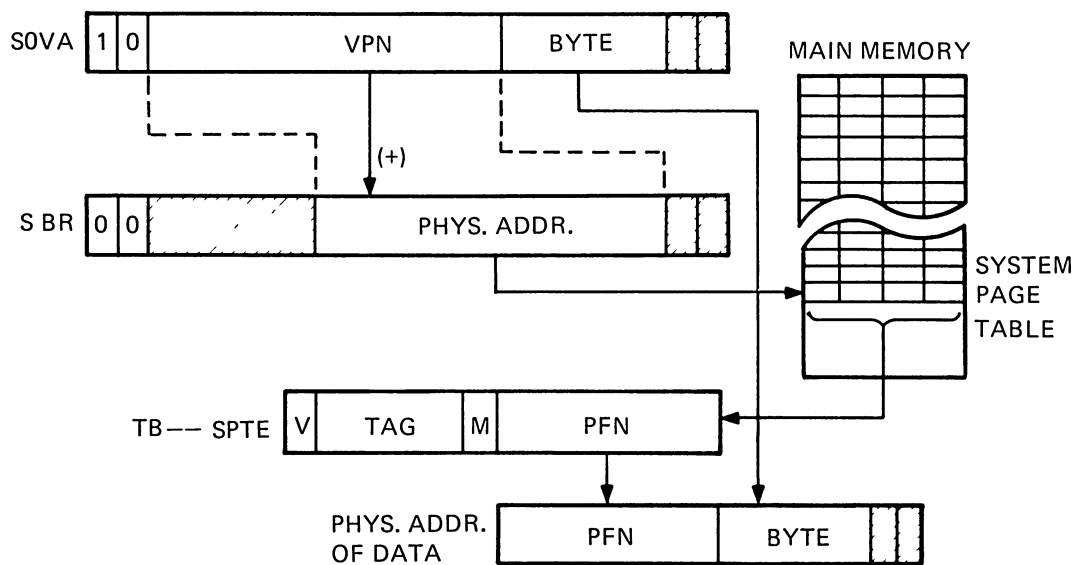 S0VA 1 0 VPN BYTE
MAIN MEMORY
(+)
SBR 0 0 PHYS. ADDR.
SYSTEM
PAGE
TABLE
TB-- SPTE V TAG M PFN
PHYS. ADDR.
OF DATA
PFN BYTE